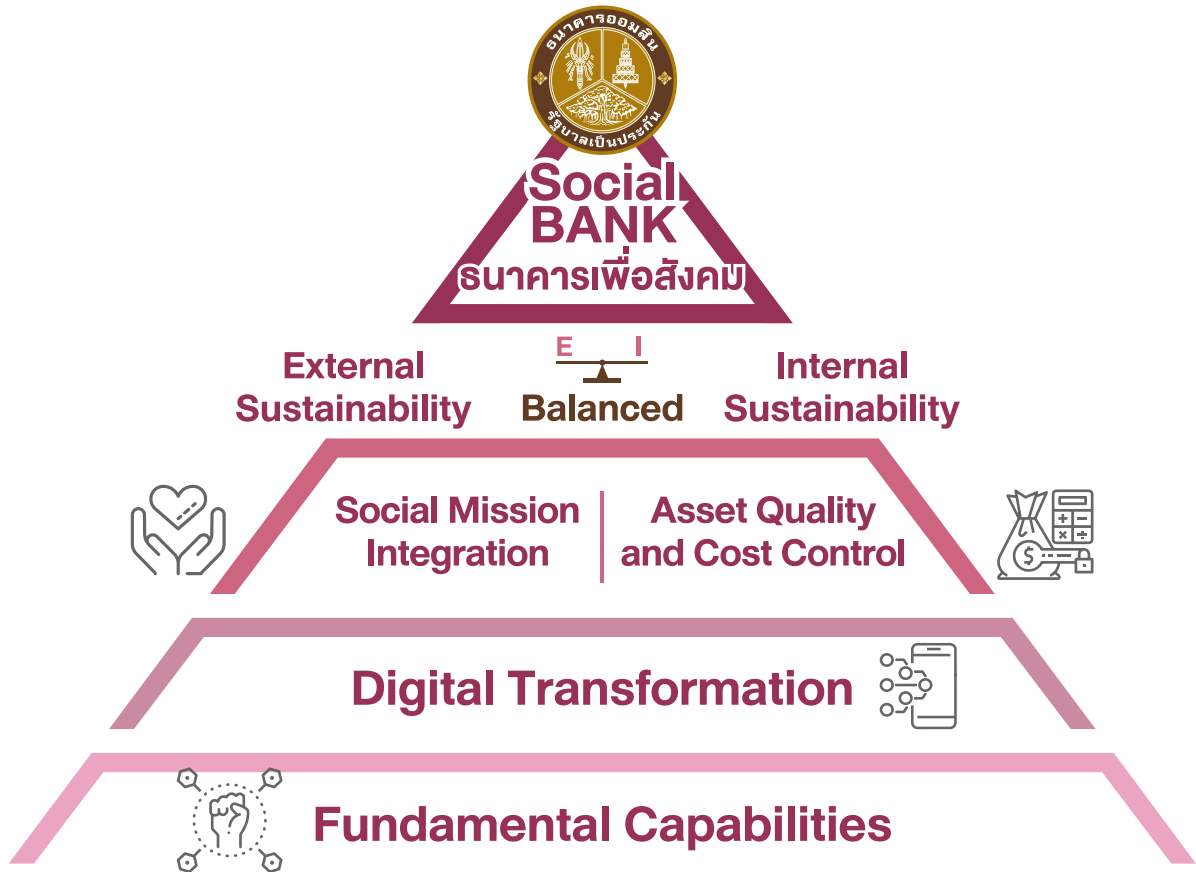 ธนาคารออมสิน
รัฐบาลเป็นประกัน
Social
BANK
ธนาคารเพื่อสังคม
External
Sustainability
E I
Balanced
Internal
Sustainability
Social Mission
Integration
Asset Quality
and Cost Control
$
Digital Transformation
Fundamental Capabilities